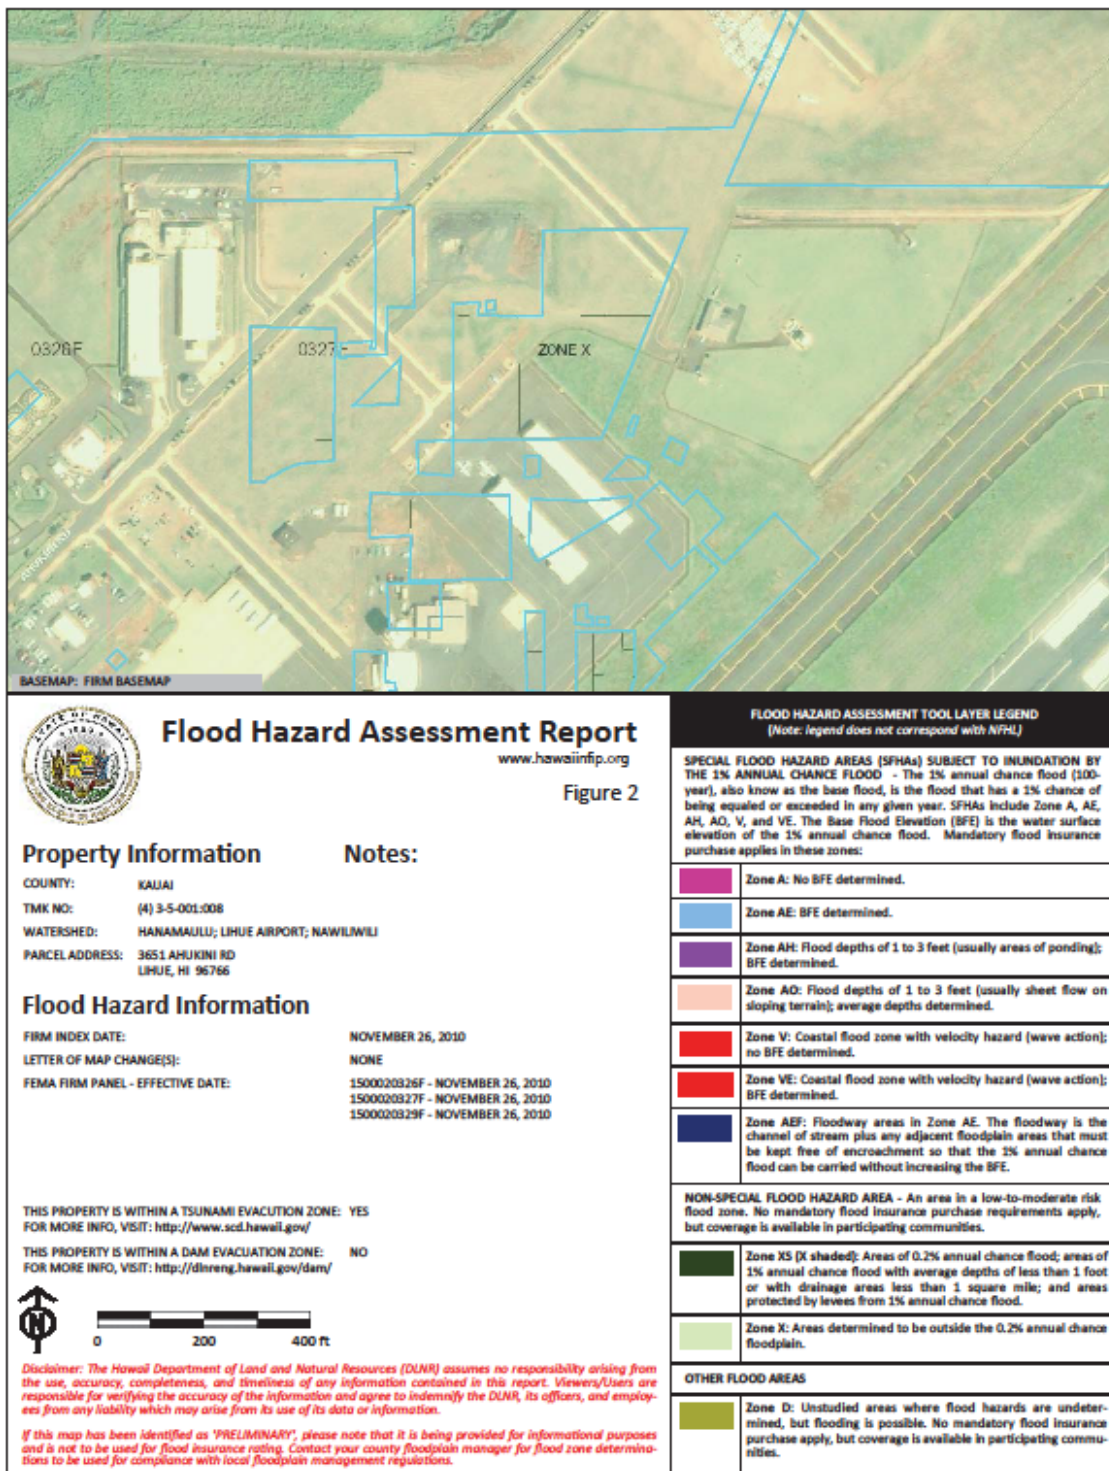 0326F
0327F
ZONE X
AHUKINI RD
BASEMAP: FIRM BASEMAP
STATE OF HAWAII
1959
Flood Hazard Assessment Report
www.hawaiinfip.org
Figure 2
Property Information
Notes:
COUNTY: KAUAI
TMK NO: (4) 3-5-001:008
WATERSHED: HANAMAULU; LIHUE AIRPORT; NAWILIWILI
PARCEL ADDRESS: 3651 AHUKINI RD
LIHUE, HI 96766
Flood Hazard Information
FIRM INDEX DATE: NOVEMBER 26, 2010
LETTER OF MAP CHANGE(S): NONE
FEMA FIRM PANEL - EFFECTIVE DATE: 1500020326F - NOVEMBER 26, 2010
1500020327F - NOVEMBER 26, 2010
1500020329F - NOVEMBER 26, 2010
THIS PROPERTY IS WITHIN A TSUNAMI EVACUTION ZONE: YES
FOR MORE INFO, VISIT: http://www.scd.hawaii.gov/
THIS PROPERTY IS WITHIN A DAM EVACUATION ZONE: NO
FOR MORE INFO, VISIT: http://dlnreng.hawaii.gov/dam/
N
0 200 400 ft
Disclaimer: The Hawaii Department of Land and Natural Resources (DLNR) assumes no responsibility arising from
the use, accuracy, completeness, and timeliness of any information contained in this report. Viewers/Users are
responsible for verifying the accuracy of the information and agree to indemnify the DLNR, its officers, and employ-
ees from any liability which may arise from its use of its data or information.
If this map has been identified as 'PRELIMINARY', please note that it is being provided for informational purposes
and is not to be used for flood insurance rating. Contact your county floodplain manager for flood zone determina-
tions to be used for compliance with local floodplain management regulations.
FLOOD HAZARD ASSESSMENT TOOL LAYER LEGEND
(Note: legend does not correspond with NFHL)
SPECIAL FLOOD HAZARD AREAS (SFHAs) SUBJECT TO INUNDATION BY
THE 1% ANNUAL CHANCE FLOOD - The 1% annual chance flood (100-
year), also know as the base flood, is the flood that has a 1% chance of
being equaled or exceeded in any given year. SFHAs include Zone A, AE,
AH, AO, V, and VE. The Base Flood Elevation (BFE) is the water surface
elevation of the 1% annual chance flood. Mandatory flood insurance
purchase applies in these zones:
Zone A: No BFE determined.
Zone AE: BFE determined.
Zone AH: Flood depths of 1 to 3 feet (usually areas of ponding);
BFE determined.
Zone AO: Flood depths of 1 to 3 feet (usually sheet flow on
sloping terrain); average depths determined.
Zone V: Coastal flood zone with velocity hazard (wave action);
no BFE determined.
Zone VE: Coastal flood zone with velocity hazard (wave action);
BFE determined.
Zone AEF: Floodway areas in Zone AE. The floodway is the
channel of stream plus any adjacent floodplain areas that must
be kept free of encroachment so that the 1% annual chance
flood can be carried without increasing the BFE.
NON-SPECIAL FLOOD HAZARD AREA - An area in a low-to-moderate risk
flood zone. No mandatory flood insurance purchase requirements apply,
but coverage is available in participating communities.
Zone XS (X shaded): Areas of 0.2% annual chance flood; areas of
1% annual chance flood with average depths of less than 1 foot
or with drainage areas less than 1 square mile; and areas
protected by levees from 1% annual chance flood.
Zone X: Areas determined to be outside the 0.2% annual chance
floodplain.
OTHER FLOOD AREAS
Zone D: Unstudied areas where flood hazards are undeter-
mined, but flooding is possible. No mandatory flood insurance
purchase apply, but coverage is available in participating commu-
nities.